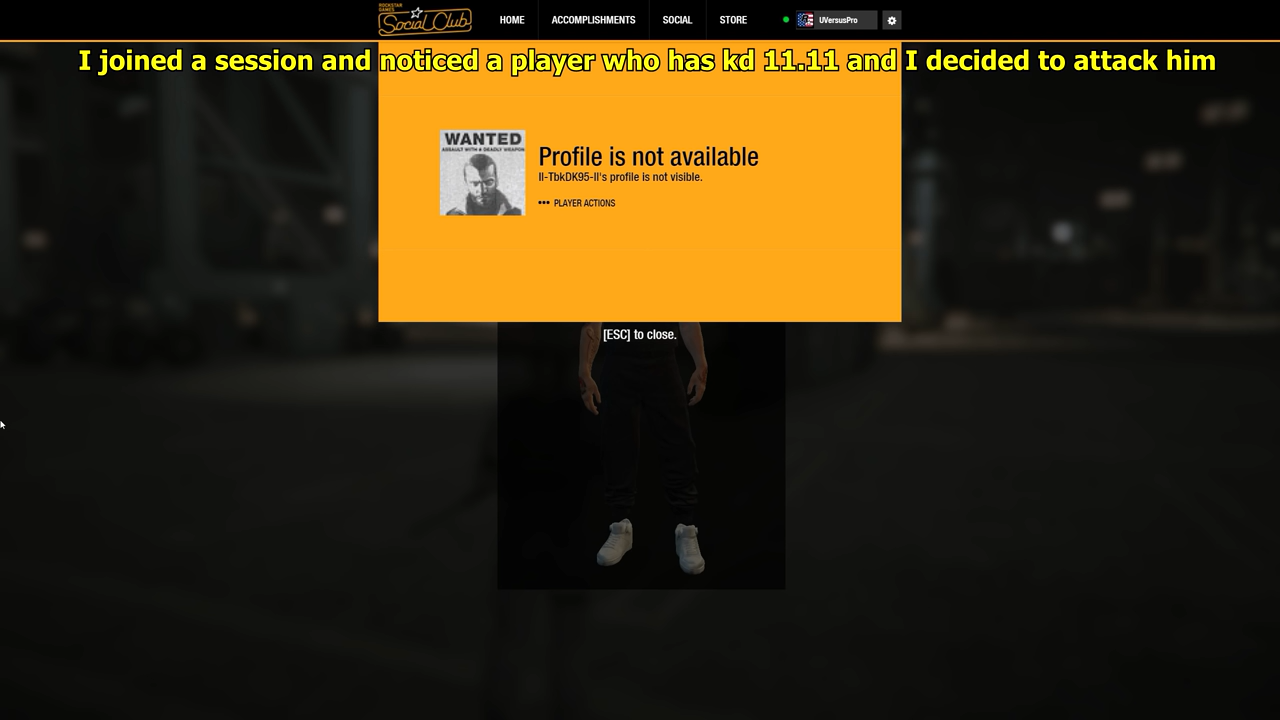 ROCKSTAR
GAMES
Social Club
HOME
ACCOMPLISHMENTS
SOCIAL
STORE
UVersusPro
I joined a session and noticed a player who has kd 11.11 and I decided to attack him
WANTED
ASSAULT WITH A DEADLY WEAPON
Profile is not available
II-TbkDK95-II's profile is not visible.
••• PLAYER ACTIONS
[ESC] to close.